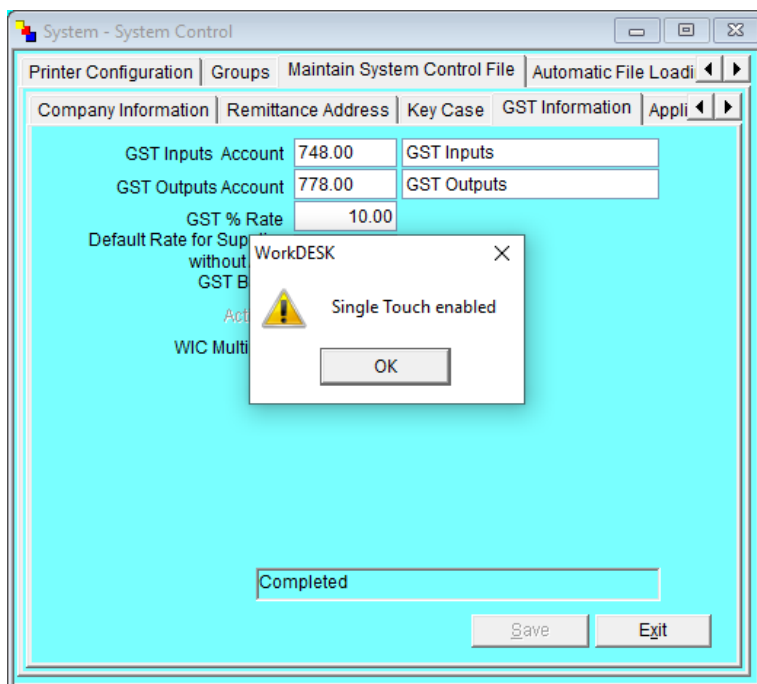 System - System Control
Printer Configuration Groups Maintain System Control File Automatic File Loadi
Company Information Remittance Address Key Case GST Information Appli
GST Inputs Account 748.00 GST Inputs
GST Outputs Account 778.00 GST Outputs
GST % Rate 10.00
Default Rate for
without
GST
WorkDESK
Single Touch enabled
WIC
OK
Completed
Save Exit